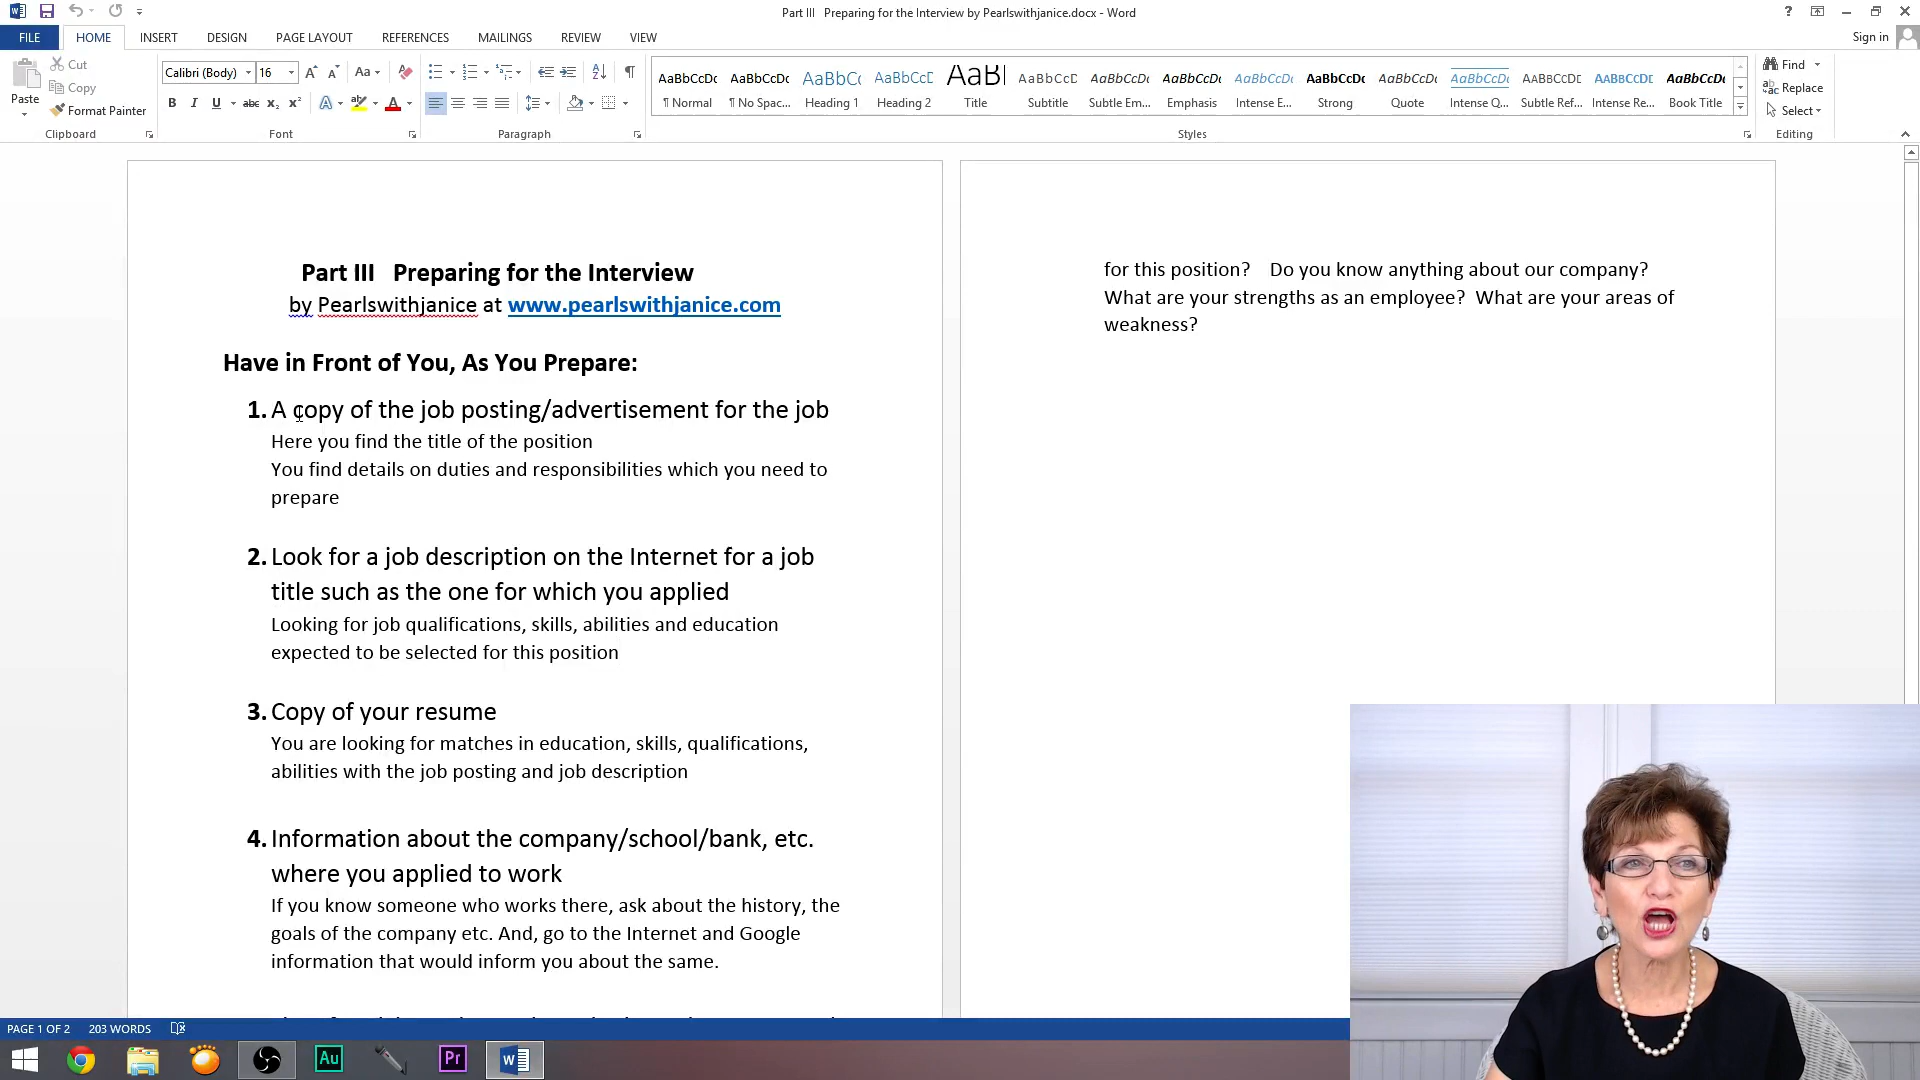 Part III   Preparing for the Interview by Pearlswithjanice.docx - Word
FILE
HOME
INSERT
DESIGN
PAGE LAYOUT
REFERENCES
MAILINGS
REVIEW
VIEW
Sign in
Paste
Cut
Copy
Format Painter
Calibri (Body)
16
AaBbCcDc
¶ Normal
AaBbCcDc
¶ No Spac...
AaBbCc
Heading 1
AaBbCcD
Heading 2
AaBl
Title
AaBbCcD
Subtitle
AaBbCcDc
Subtle Em...
AaBbCcDc
Emphasis
AaBbCcDc
Intense E...
AaBbCcDc
Strong
AaBbCcDc
Quote
AaBbCcDc
Intense Q...
AABBCCDE
Subtle Ref...
AABBCCDE
Intense Re...
AaBbCcDc
Book Title
Find
Replace
Select
Clipboard
Font
Paragraph
Styles
Editing
Part III   Preparing for the Interview
by Pearlswithjanice at www.pearlswithjanice.com
Have in Front of You, As You Prepare:
1. A copy of the job posting/advertisement for the job
Here you find the title of the position
You find details on duties and responsibilities which you need to
prepare
2. Look for a job description on the Internet for a job
title such as the one for which you applied
Looking for job qualifications, skills, abilities and education
expected to be selected for this position
3. Copy of your resume
You are looking for matches in education, skills, qualifications,
abilities with the job posting and job description
4. Information about the company/school/bank, etc.
where you applied to work
If you know someone who works there, ask about the history, the
goals of the company etc. And, go to the Internet and Google
information that would inform you about the same.
for this position?    Do you know anything about our company?
What are your strengths as an employee?  What are your areas of
weakness?
PAGE 1 OF 2
203 WORDS
Au
Pr